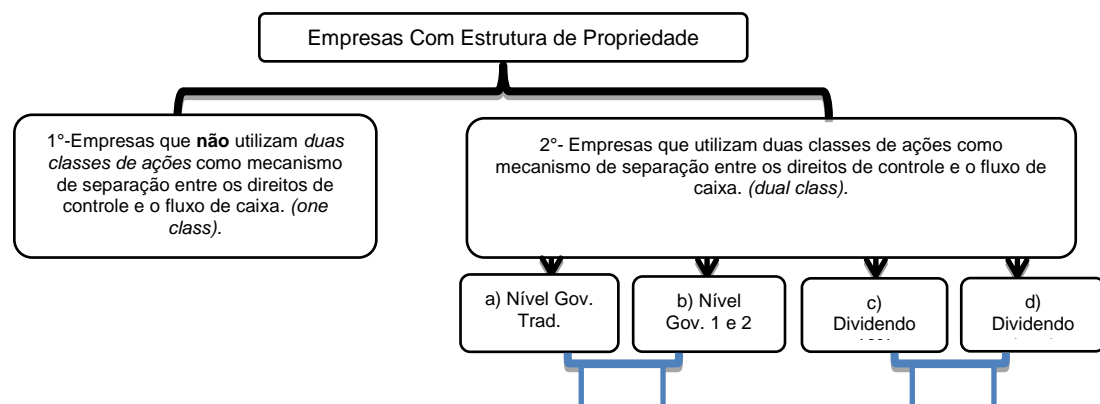 Empresas Com Estrutura de Propriedade
1°-Empresas que não utilizam duas
classes de ações como mecanismo
de separação entre os direitos de
controle e o fluxo de caixa. (one
class).
2°- Empresas que utilizam duas classes de ações como
mecanismo de separação entre os direitos de controle e o fluxo de
caixa. (dual class).
a) Nível Gov.
Trad.
b) Nível
Gov. 1 e 2
c)
Dividendo
d)
Dividendo